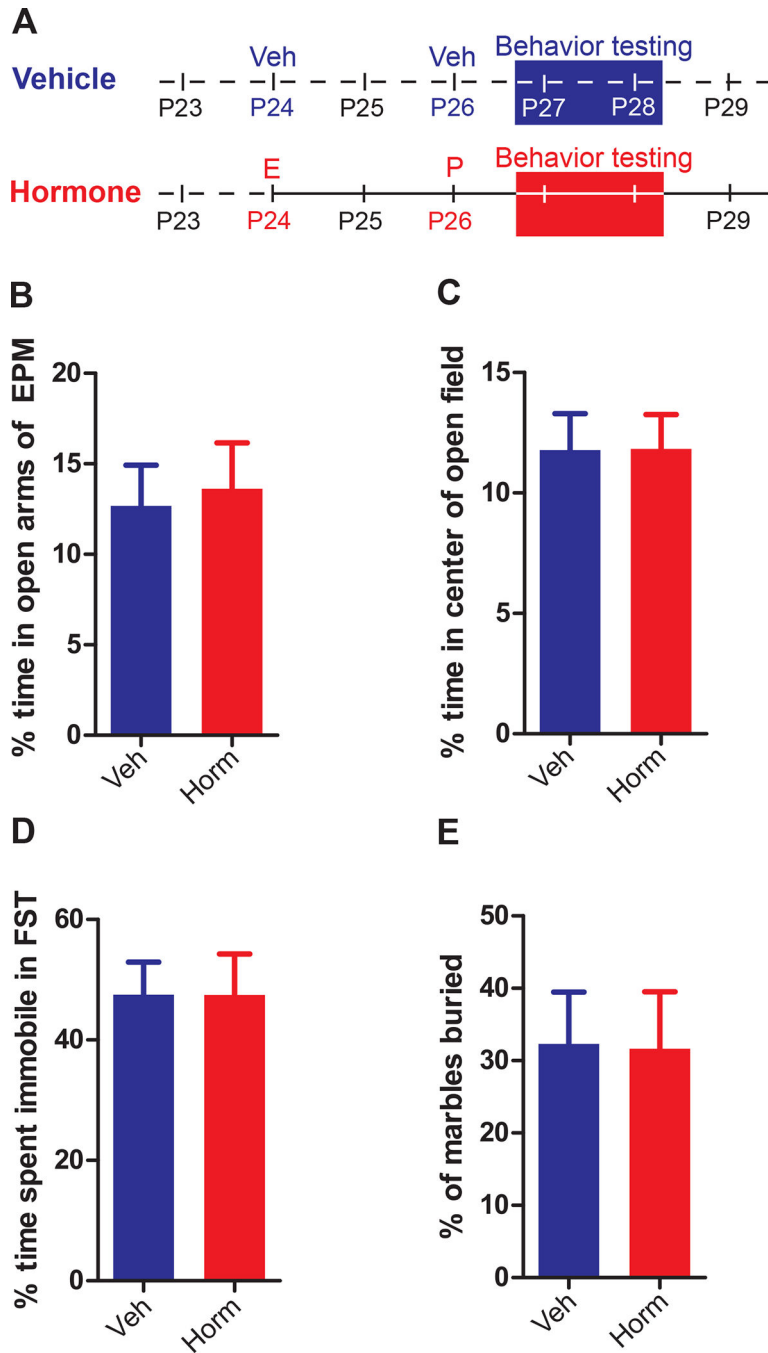 A
Vehicle
Veh Veh Behavior testing
P23 P24 P25 P26 P27 P28 P29
Hormone
E P Behavior testing
P23 P24 P25 P26 P29
B
% time in open arms of EPM
20
15
10
5
0
Veh Horm
C
% time in center of open field
15
10
5
0
Veh Horm
D
% time spent immobile in FST
60
40
20
0
Veh Horm
E
% of marbles buried
50
40
30
20
10
0
Veh Horm